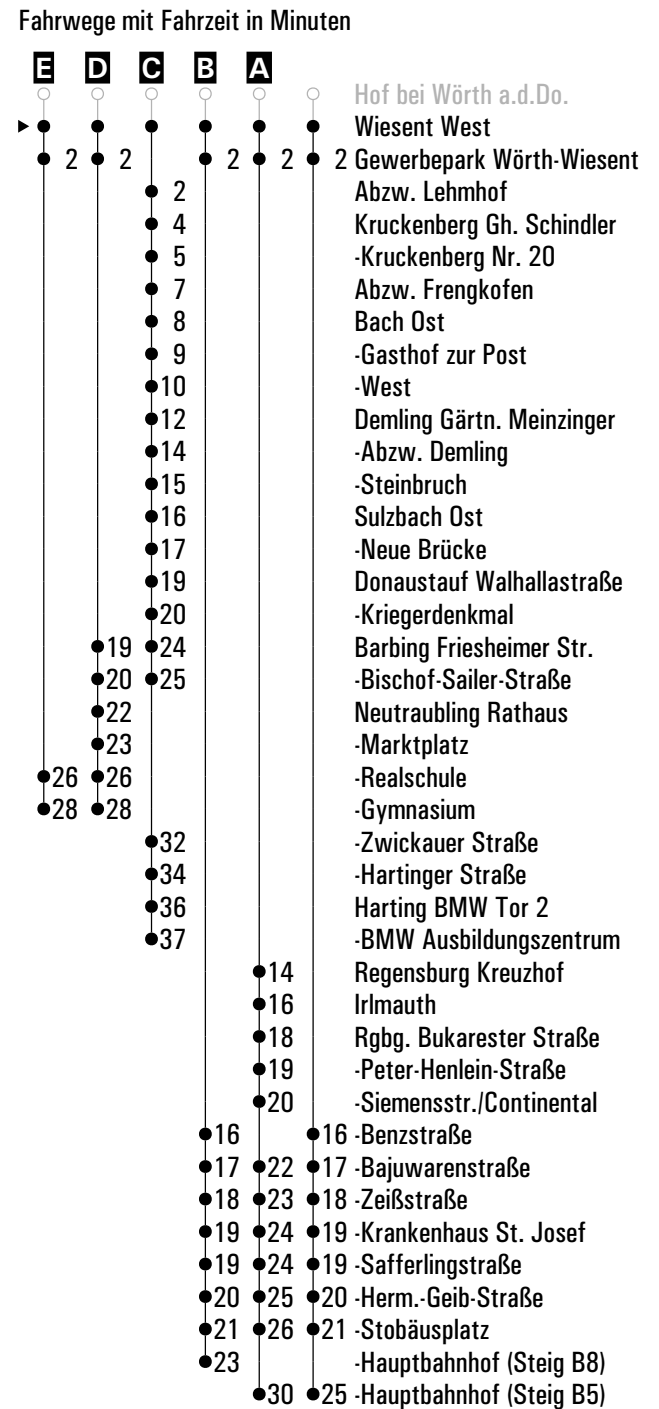 Fahrwege mit Fahrzeit in Minuten
E D C B A
Hof bei Wörth a.d.Do.
Wiesent West
2 2 2 2 2 Gewerbepark Wörth-Wiesent
2 Abzw. Lehmhof
4 Kruckenberg Gh. Schindler
5 -Kruckenberg Nr. 20
7 Abzw. Frengkofen
8 Bach Ost
9 -Gasthof zur Post
10 -West
12 Demling Gärtn. Meinzinger
14 -Abzw. Demling
15 -Steinbruch
16 Sulzbach Ost
17 -Neue Brücke
19 Donaustauf Walhallastraße
20 -Kriegerdenkmal
19 24 Barbing Friesheimer Str.
20 25 -Bischof-Sailer-Straße
22 Neutraubling Rathaus
23 -Marktplatz
26 26 -Realschule
28 28 -Gymnasium
32 -Zwickauer Straße
34 -Hartinger Straße
36 Harting BMW Tor 2
37 -BMW Ausbildungszentrum
14 Regensburg Kreuzhof
16 Irlmauth
18 Rgbg. Bukarester Straße
19 -Peter-Henlein-Straße
20 -Siemensstr./Continental
16 16 -Benzstraße
17 22 17 -Bajuwarenstraße
18 23 18 -Zeißstraße
19 24 19 -Krankenhaus St. Josef
19 24 19 -Safferlingstraße
20 25 20 -Herm.-Geib-Straße
21 26 21 -Stobäusplatz
23 -Hauptbahnhof (Steig B8)
30 25 -Hauptbahnhof (Steig B5)